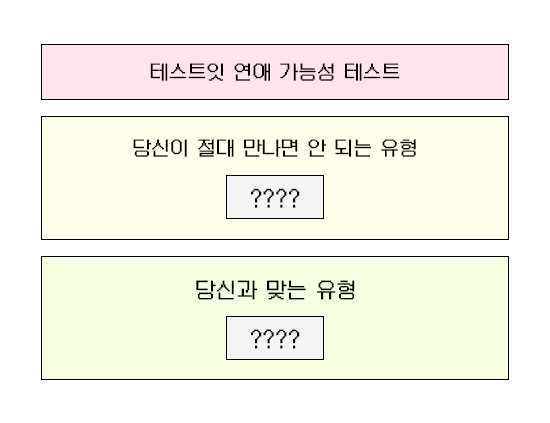 테스트잇 연애 가능성 테스트
당신이 절대 만나면 안 되는 유형
????
당신과 맞는 유형
????